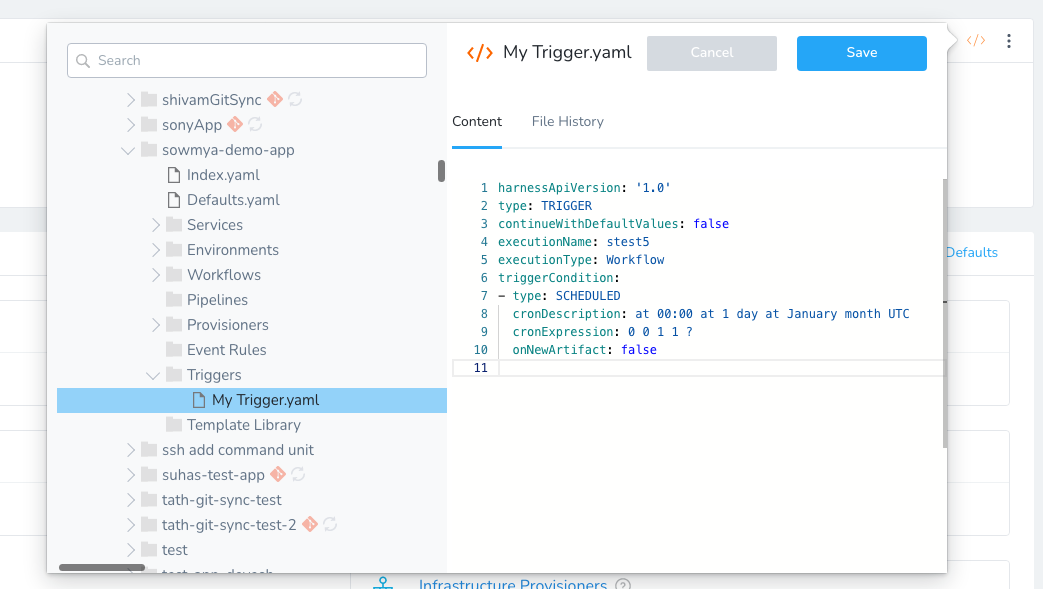 Search
shivamGitSync
sonyApp
sowmya-demo-app
Index.yaml
Defaults.yaml
Services
Environments
Workflows
Pipelines
Provisioners
Event Rules
Triggers
My Trigger.yaml
Template Library
ssh add command unit
suhas-test-app
tath-git-sync-test
tath-git-sync-test-2
test
</> My Trigger.yaml
Cancel
Save
</>
Content
File History
1 harnessApiVersion: '1.0'
2 type: TRIGGER
3 continueWithDefaultValues: false
4 executionName: stest5
5 executionType: Workflow
6 triggerCondition:
7 - type: SCHEDULED
8 cronDescription: at 00:00 at 1 day at January month UTC
9 cronExpression: 0 0 1 1 ?
10 onNewArtifact: false
11
Defaults
Infrastructure Provisioners ?